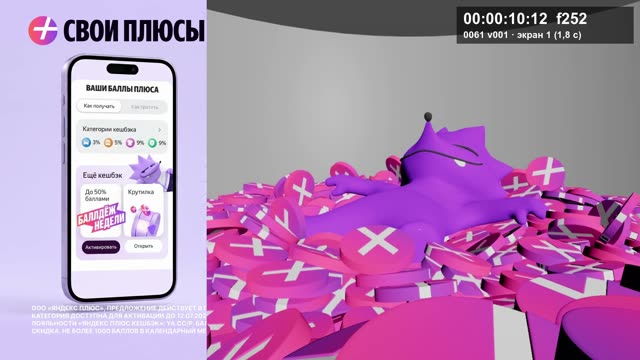 СВОИ ПЛЮСЫ
00:00:10:12 f252
0061 v001 · экран 1 (1,8 с)
ВАШИ БАЛЛЫ ПЛЮСА
Как получать
Как тратить
Категории кешбэка
3% 5% 9% 9%
Ещё кешбэк
До 50% баллами
Крутилка
БАЛЛДЁЖ НЕДЕЛИ
Активировать
Открыть
ООО «ЯНДЕКС ПЛЮС». ПРЕДЛОЖЕНИЕ ДЕЙСТВУЕТ
КАТЕГОРИЯ ДОСТУПНА ДЛЯ АКТИВАЦИИ ДО 12.07.20
ЛОЯЛЬНОСТИ «ЯНДЕКС ПЛЮС КЕШБЭК»: YA.CC/P.
СКИДКА. НЕ БОЛЕЕ 1000 БАЛЛОВ В КАЛЕНДАРНЫЙ МЕ